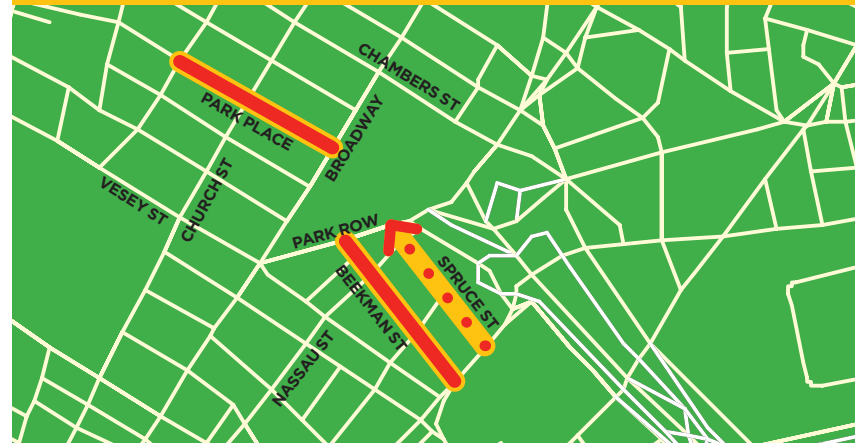 CHAMBERS ST
PARK PLACE
BROADWAY
VESEY ST
CHURCH ST
PARK ROW
SPRUCE ST
BEEKMAN ST
NASSAU ST